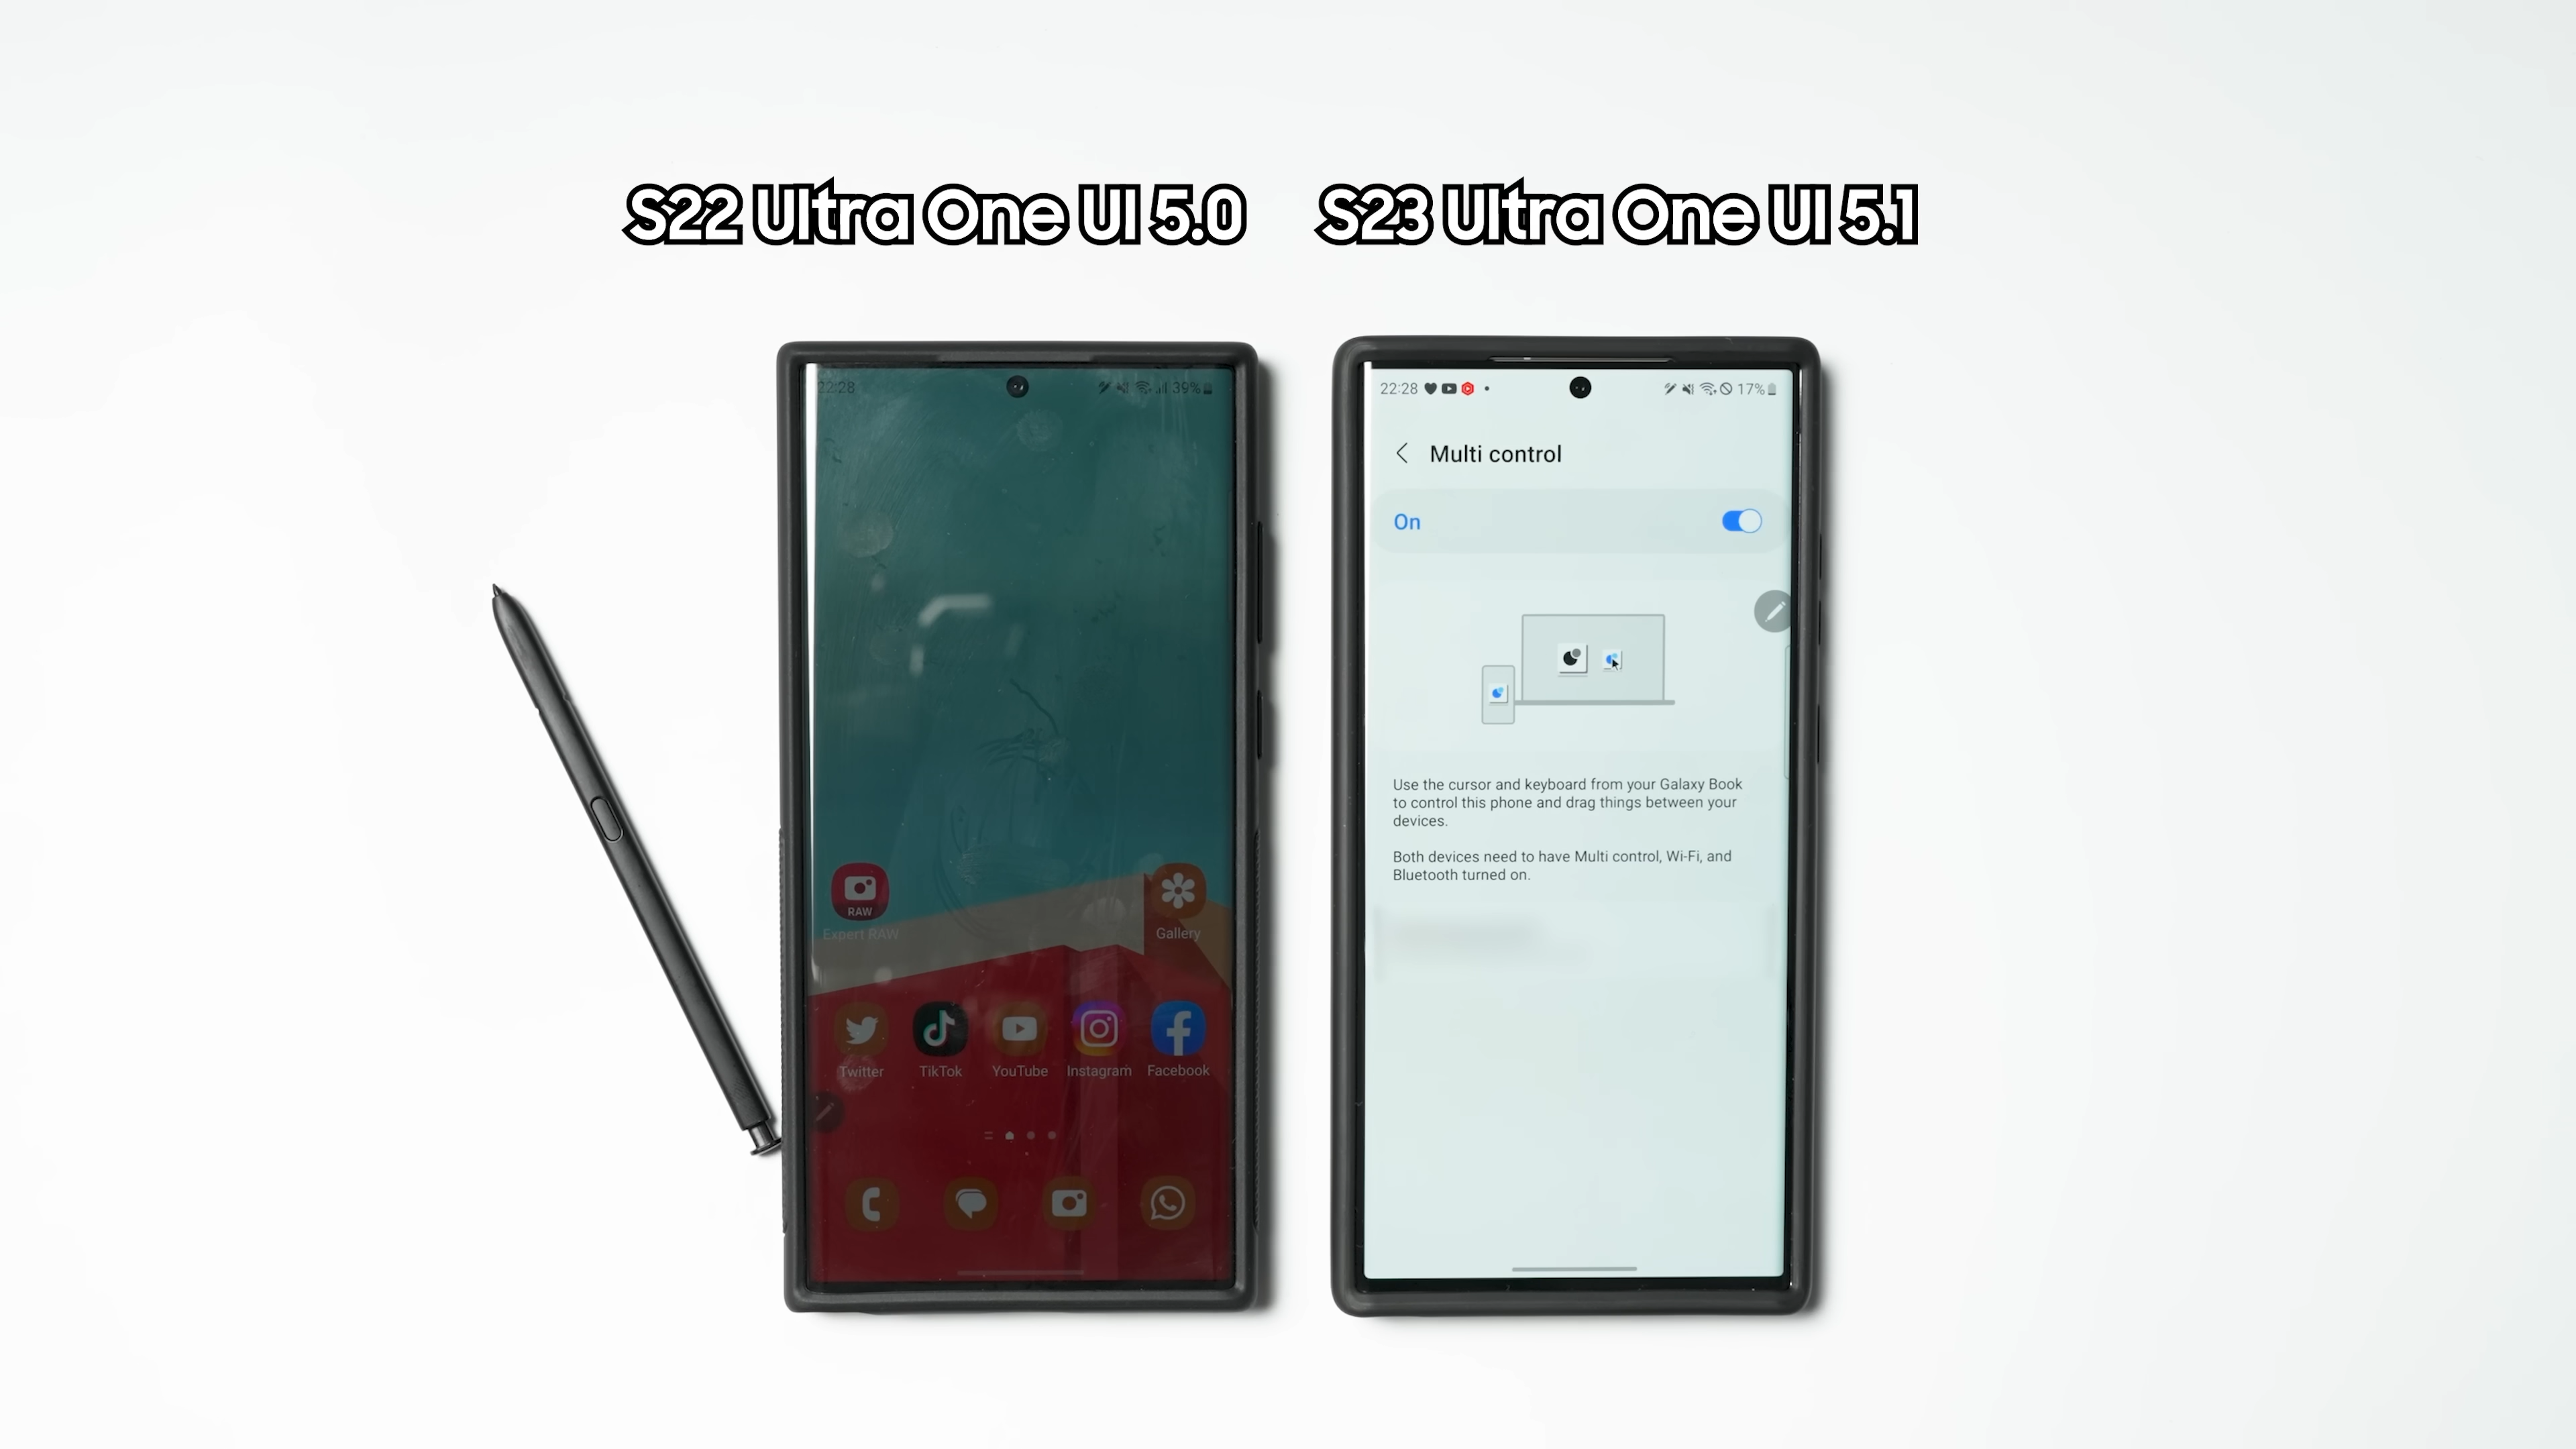 S22 Ultra One UI 5.0
S23 Ultra One UI 5.1
22:28
39%
RAW
Expert RAW
Gallery
Twitter
TikTok
YouTube
Instagram
Facebook
22:28
17%
Multi control
On
Use the cursor and keyboard from your Galaxy Book
to control this phone and drag things between your
devices.
Both devices need to have Multi control, Wi-Fi, and
Bluetooth turned on.